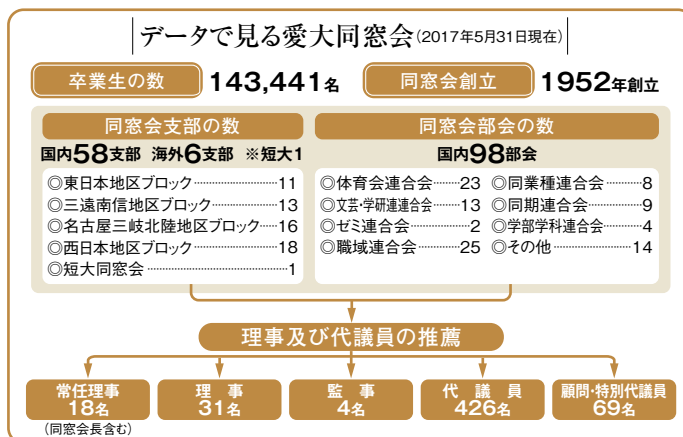 データで見る愛大同窓会(2017年5月31日現在)
卒業生の数 143,441名 同窓会創立 1952年創立
同窓会支部の数
国内58支部 海外6支部 ※短大1
◎東日本地区ブロック 11
◎三遠南信地区ブロック 13
◎名古屋三岐北陸地区ブロック 16
◎西日本地区ブロック 18
◎短大同窓会 1
同窓会部会の数
国内98部会
◎体育会連合会 23 ◎同業種連合会 8
◎文芸・学研連連合会 13 ◎同期連合会 9
◎ゼミ連合会 2 ◎学部学科連合会 4
◎職域連合会 25 ◎その他 14
理事及び代議員の推薦
常任理事
18名
(同窓会長含む)
理事
31名
監事
4名
代議員
426名
顧問・特別代議員
69名